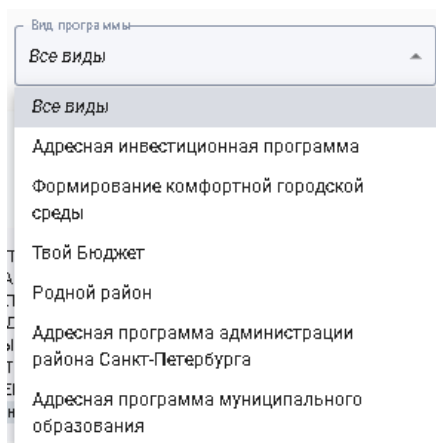 Вид программы
Все виды
Все виды
Адресная инвестиционная программа
Формирование комфортной городской
среды
Твой Бюджет
Родной район
Адресная программа администрации
района Санкт-Петербурга
Адресная программа муниципального
образования